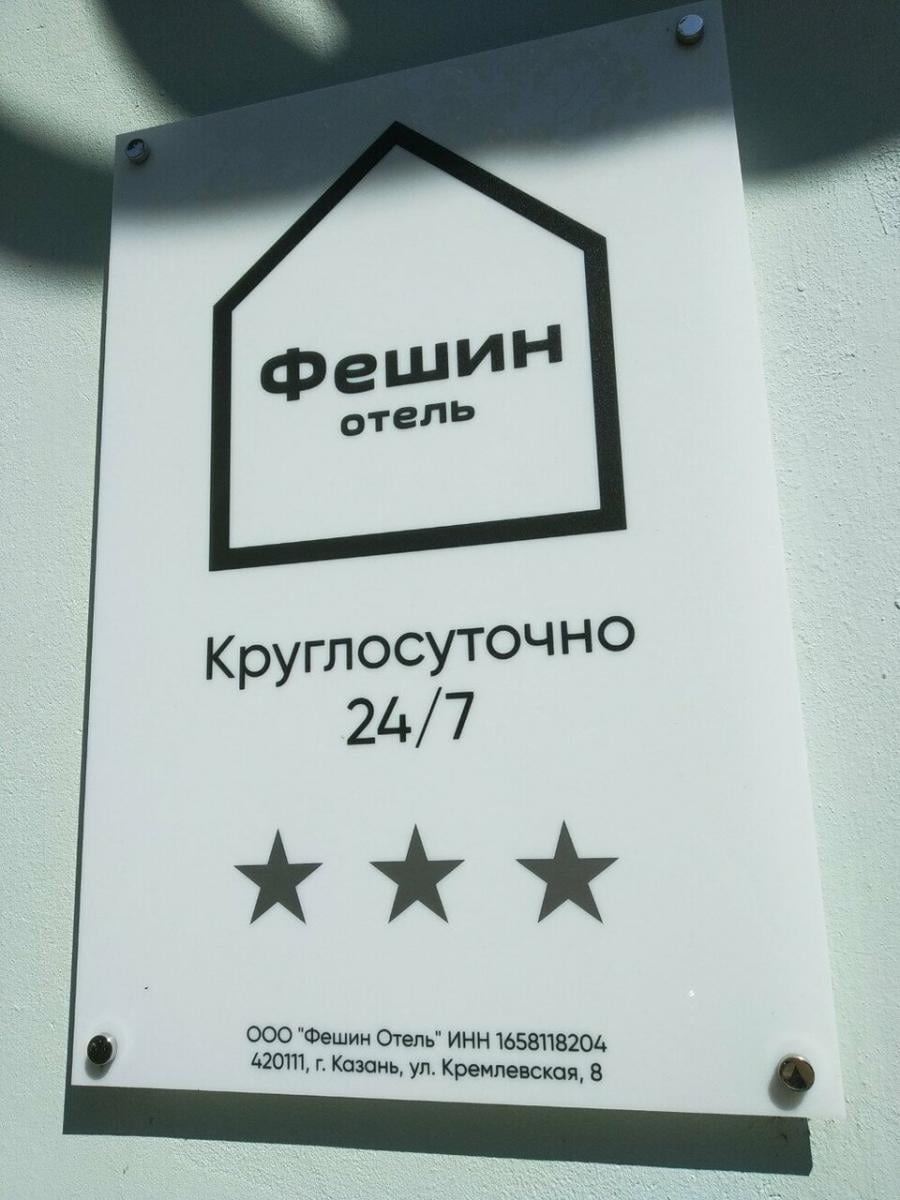 Фешин
отель
Круглосуточно
24/7
ООО "Фешин Отель" ИНН 1658118204
420111, г. Казань, ул. Кремлевская, 8